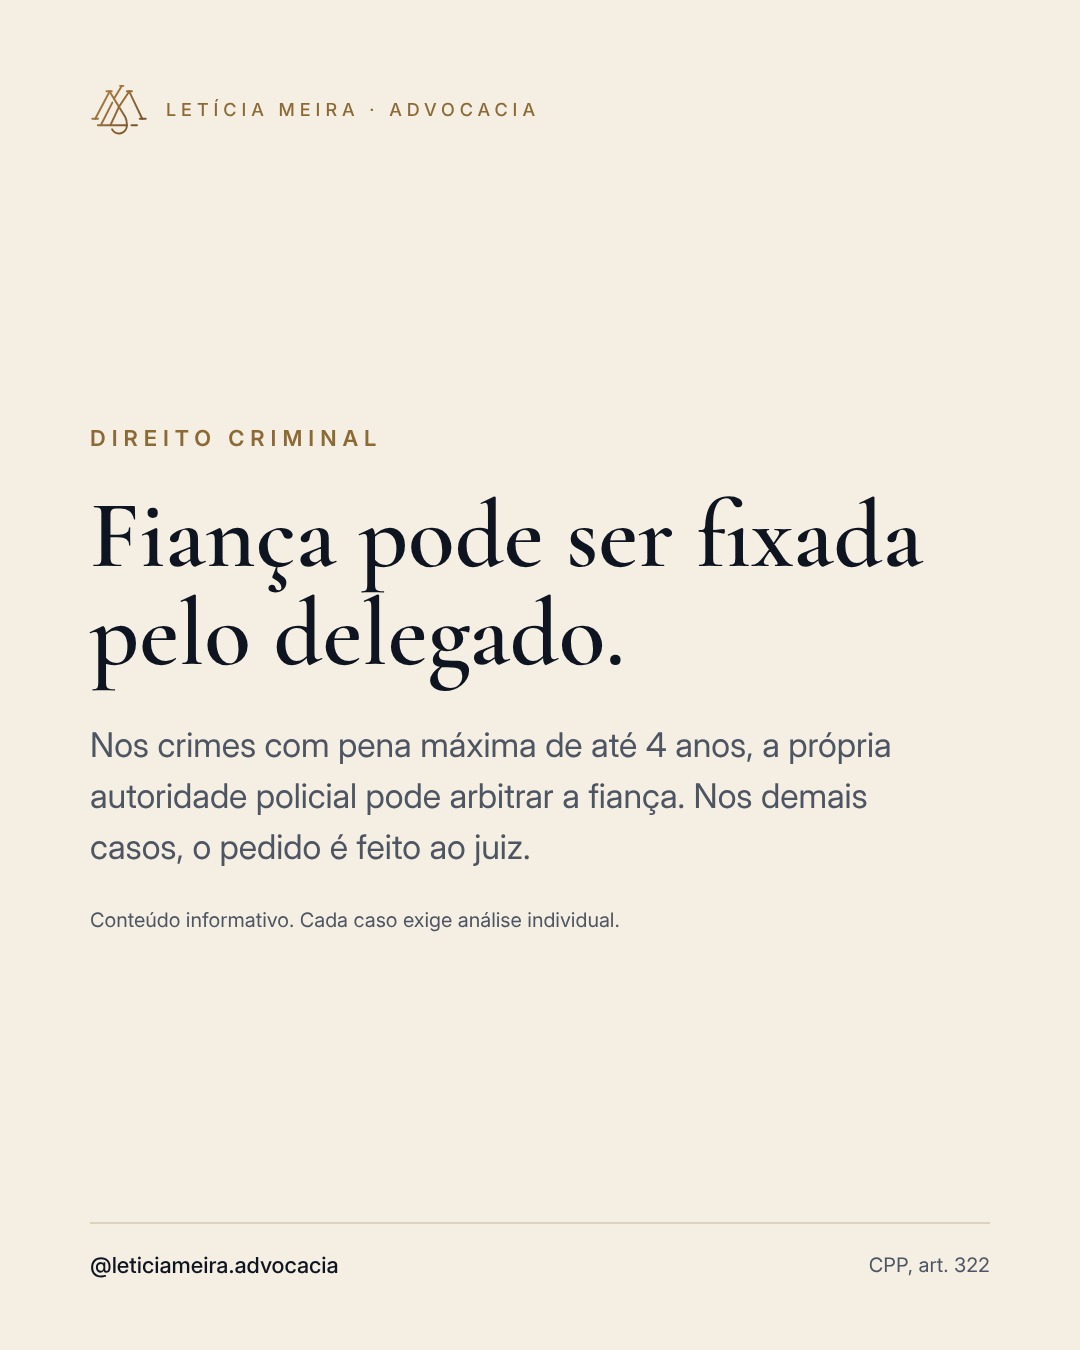 LETÍCIA MEIRA · ADVOCACIA
DIREITO CRIMINAL
Fiança pode ser fixada
pelo delegado.
Nos crimes com pena máxima de até 4 anos, a própria
autoridade policial pode arbitrar a fiança. Nos demais
casos, o pedido é feito ao juiz.
Conteúdo informativo. Cada caso exige análise individual.
@leticiameira.advocacia
CPP, art. 322